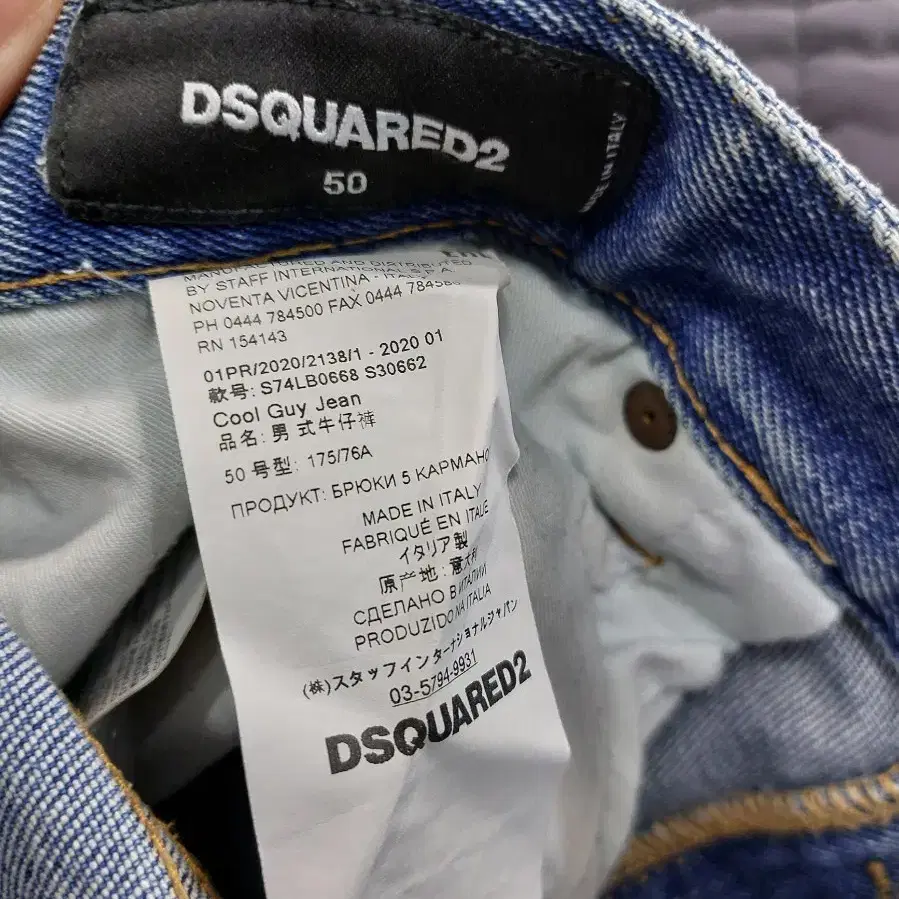 DSQUARED2
50
MADE IN ITALY
MANUFACTURED AND DISTRIBUTED
BY STAFF INTERNATIONAL S.P.A.
NOVENTA VICENTINA - ITALY
PH 0444 784500 FAX 0444
RN 154143
01PR/2020/2138/1 - 2020 01
款号: S74LB0668 S30662
Cool Guy Jean
品名: 男 式牛仔裤
50 号型: 175/76A
ПРОДУКТ: БРЮКИ 5 КАРМАНО
MADE IN ITALY
FABRIQUÉ EN ITALIE
イタリア製
原产地: 意大利
СДЕЛАНО В ИТАЛИИ
PRODUZIDO NA ITALIA
(株)スタッフインターナショナルジャパン
03-5794-9931
DSQUARED2